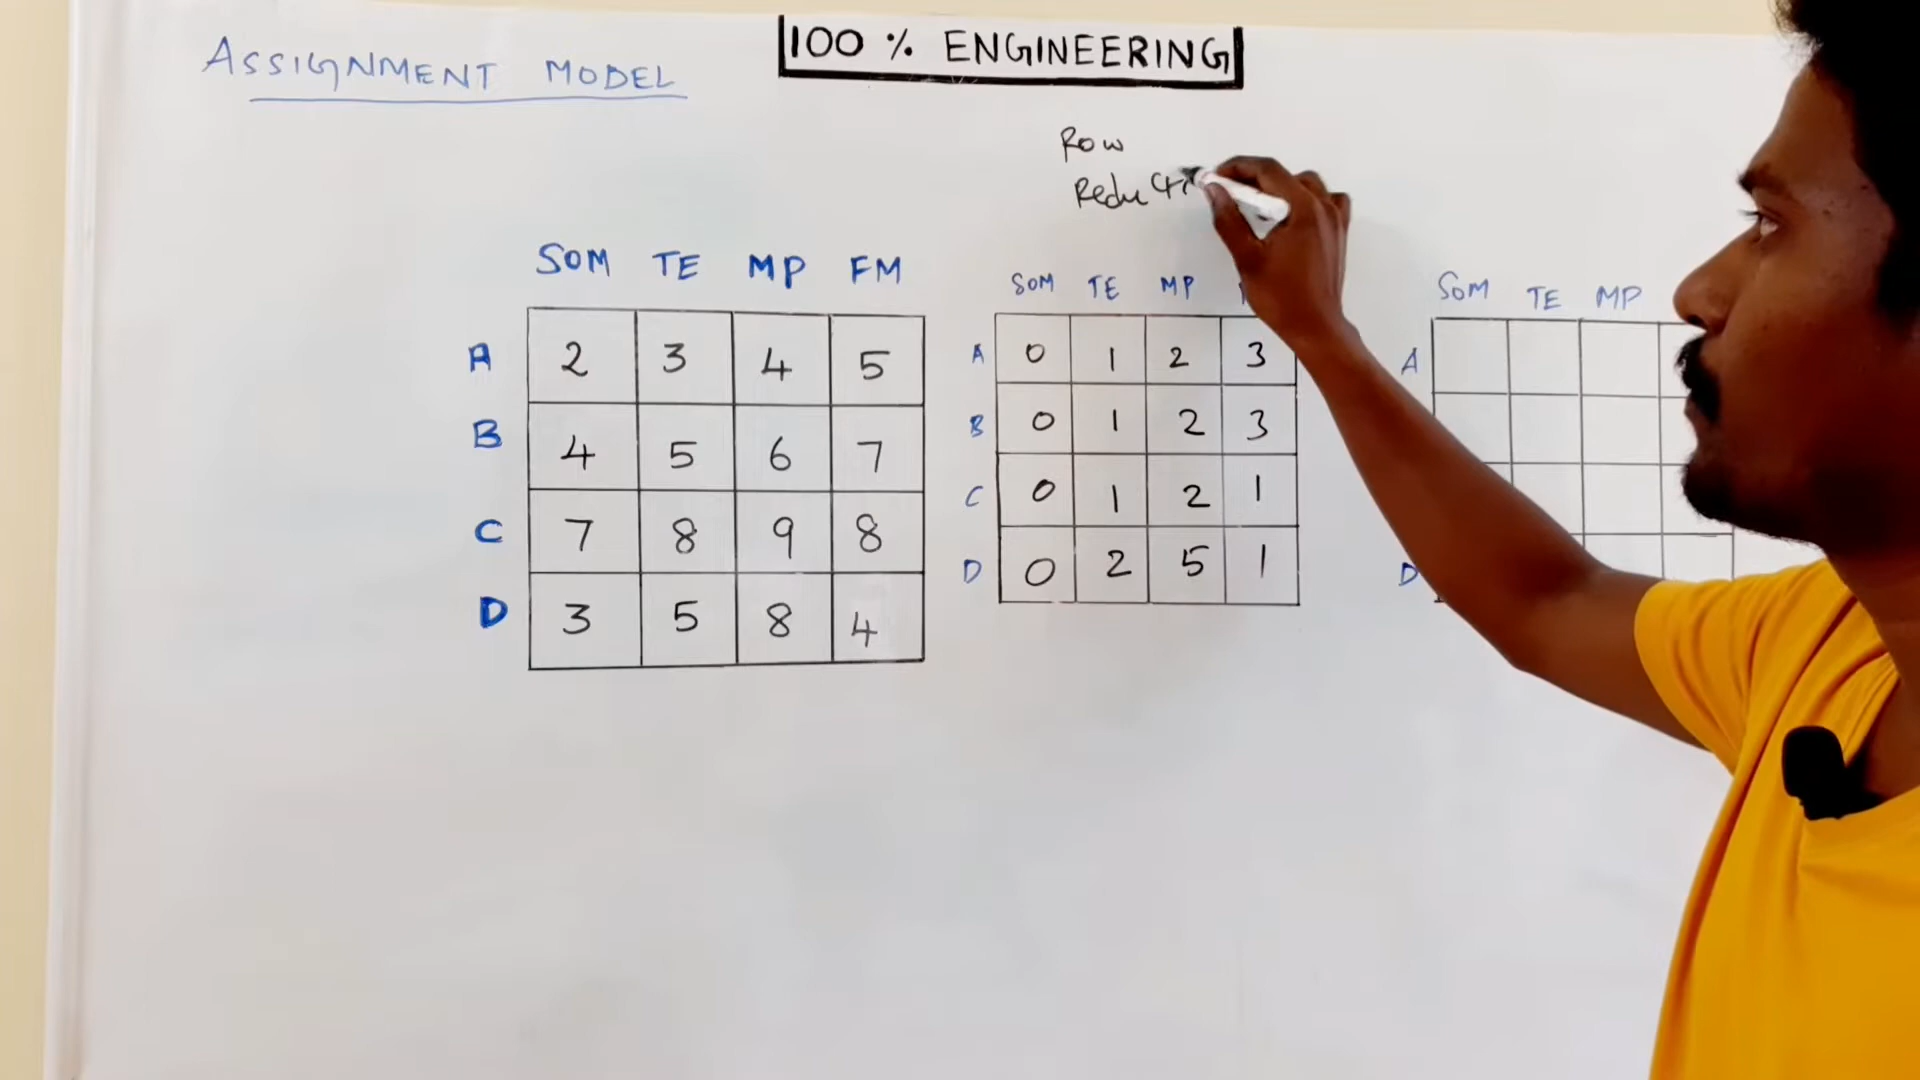 ASSIGNMENT MODEL
100 % ENGINEERING
Row
Reducti
SOM TE MP FM
A 2 3 4 5
B 4 5 6 7
C 7 8 9 8
D 3 5 8 4
SOM TE MP
A 0 1 2 3
B 0 1 2 3
C 0 1 2 1
D 0 2 5 1
SOM TE MP
A
D